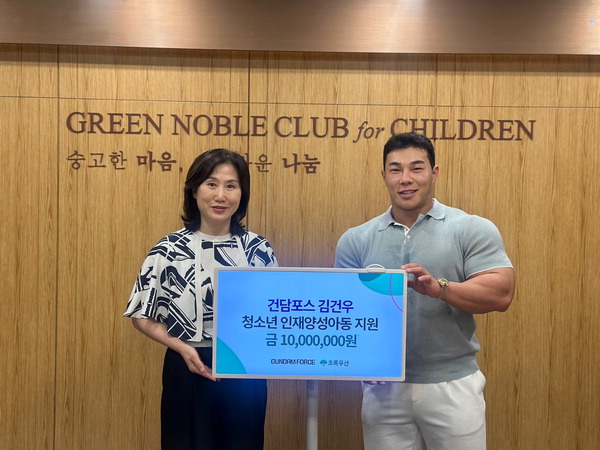 GREEN NOBLE CLUB for CHILDREN
숭고한 마음, 운 나눔
건담포스 김건우
청소년 인재양성아동 지원
금 10,000,000원
GUNDAM FORCE 초록우산